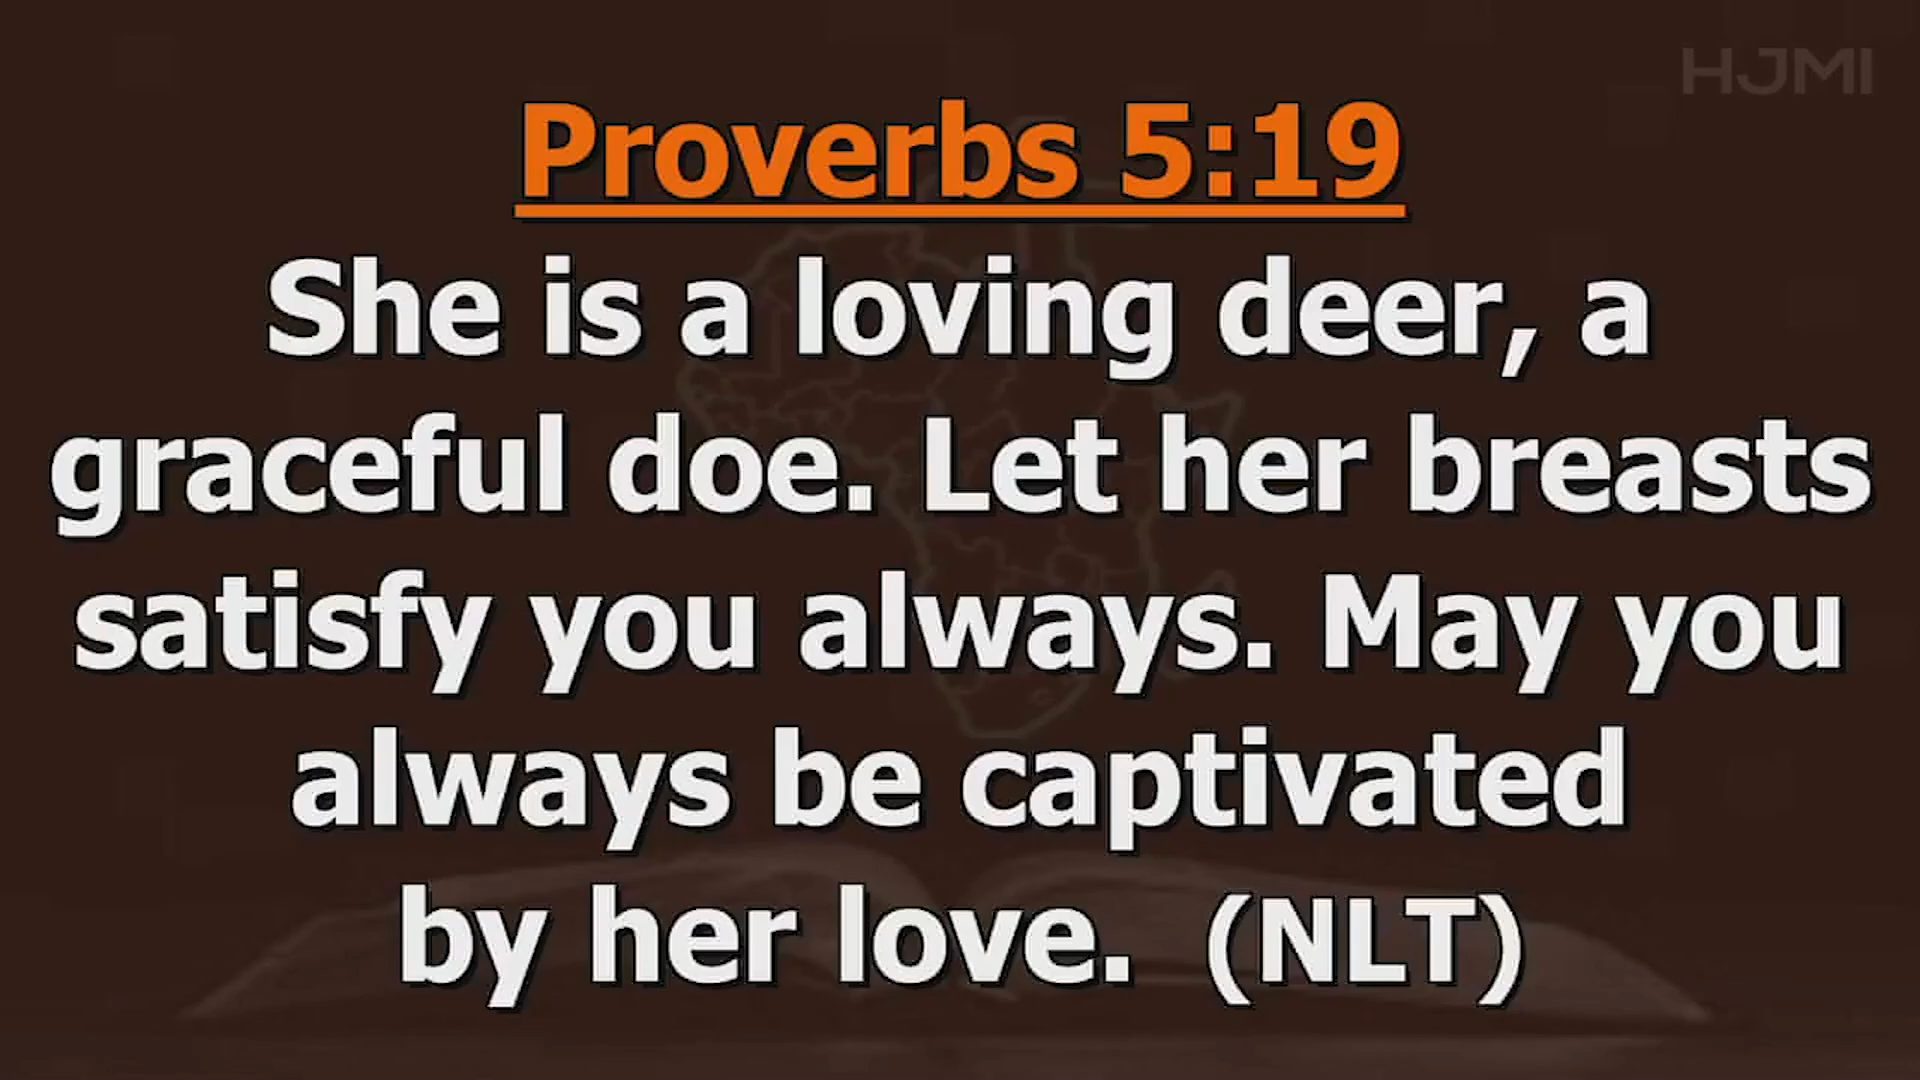 HJMI
Proverbs 5:19
She is a loving deer, a
graceful doe. Let her breasts
satisfy you always. May you
always be captivated
by her love. (NLT)